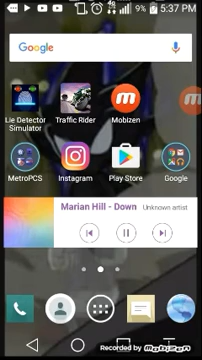 4G 9% 5:37 PM
Google
Lie Detector Simulator
Traffic Rider
Mobizen
MetroPCS
Instagram
Play Store
Google
Marian Hill - Down Unknown artist
Recorded by Mobizen